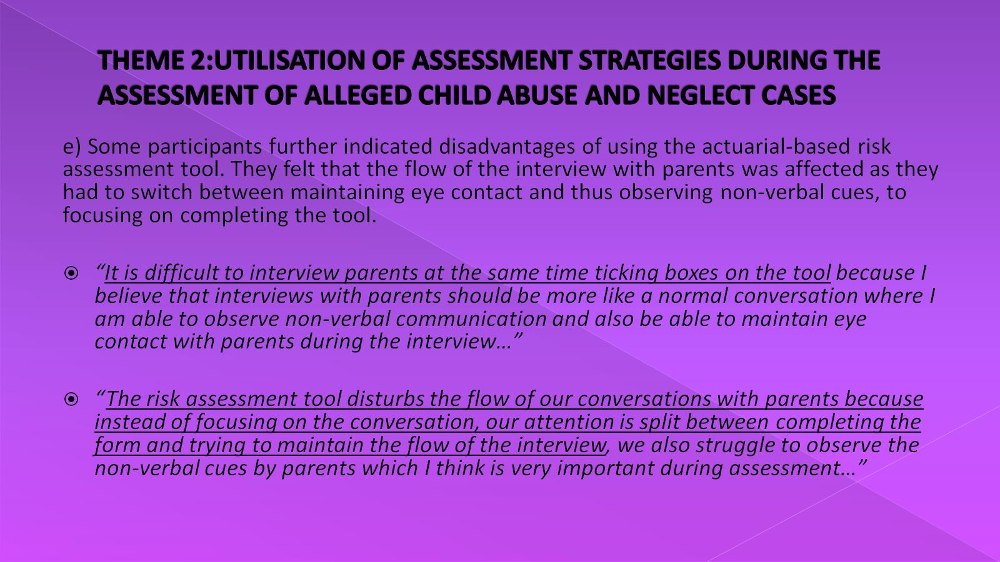 THEME 2:UTILISATION OF ASSESSMENT STRATEGIES DURING THE
ASSESSMENT OF ALLEGED CHILD ABUSE AND NEGLECT CASES
e) Some participants further indicated disadvantages of using the actuarial-based risk
assessment tool. They felt that the flow of the interview with parents was affected as they
had to switch between maintaining eye contact and thus observing non-verbal cues, to
focusing on completing the tool.
“It is difficult to interview parents at the same time ticking boxes on the tool because I
believe that interviews with parents should be more like a normal conversation where I
am able to observe non-verbal communication and also be able to maintain eye
contact with parents during the interview…”
“The risk assessment tool disturbs the flow of our conversations with parents because
instead of focusing on the conversation, our attention is split between completing the
form and trying to maintain the flow of the interview, we also struggle to observe the
non-verbal cues by parents which I think is very important during assessment…”